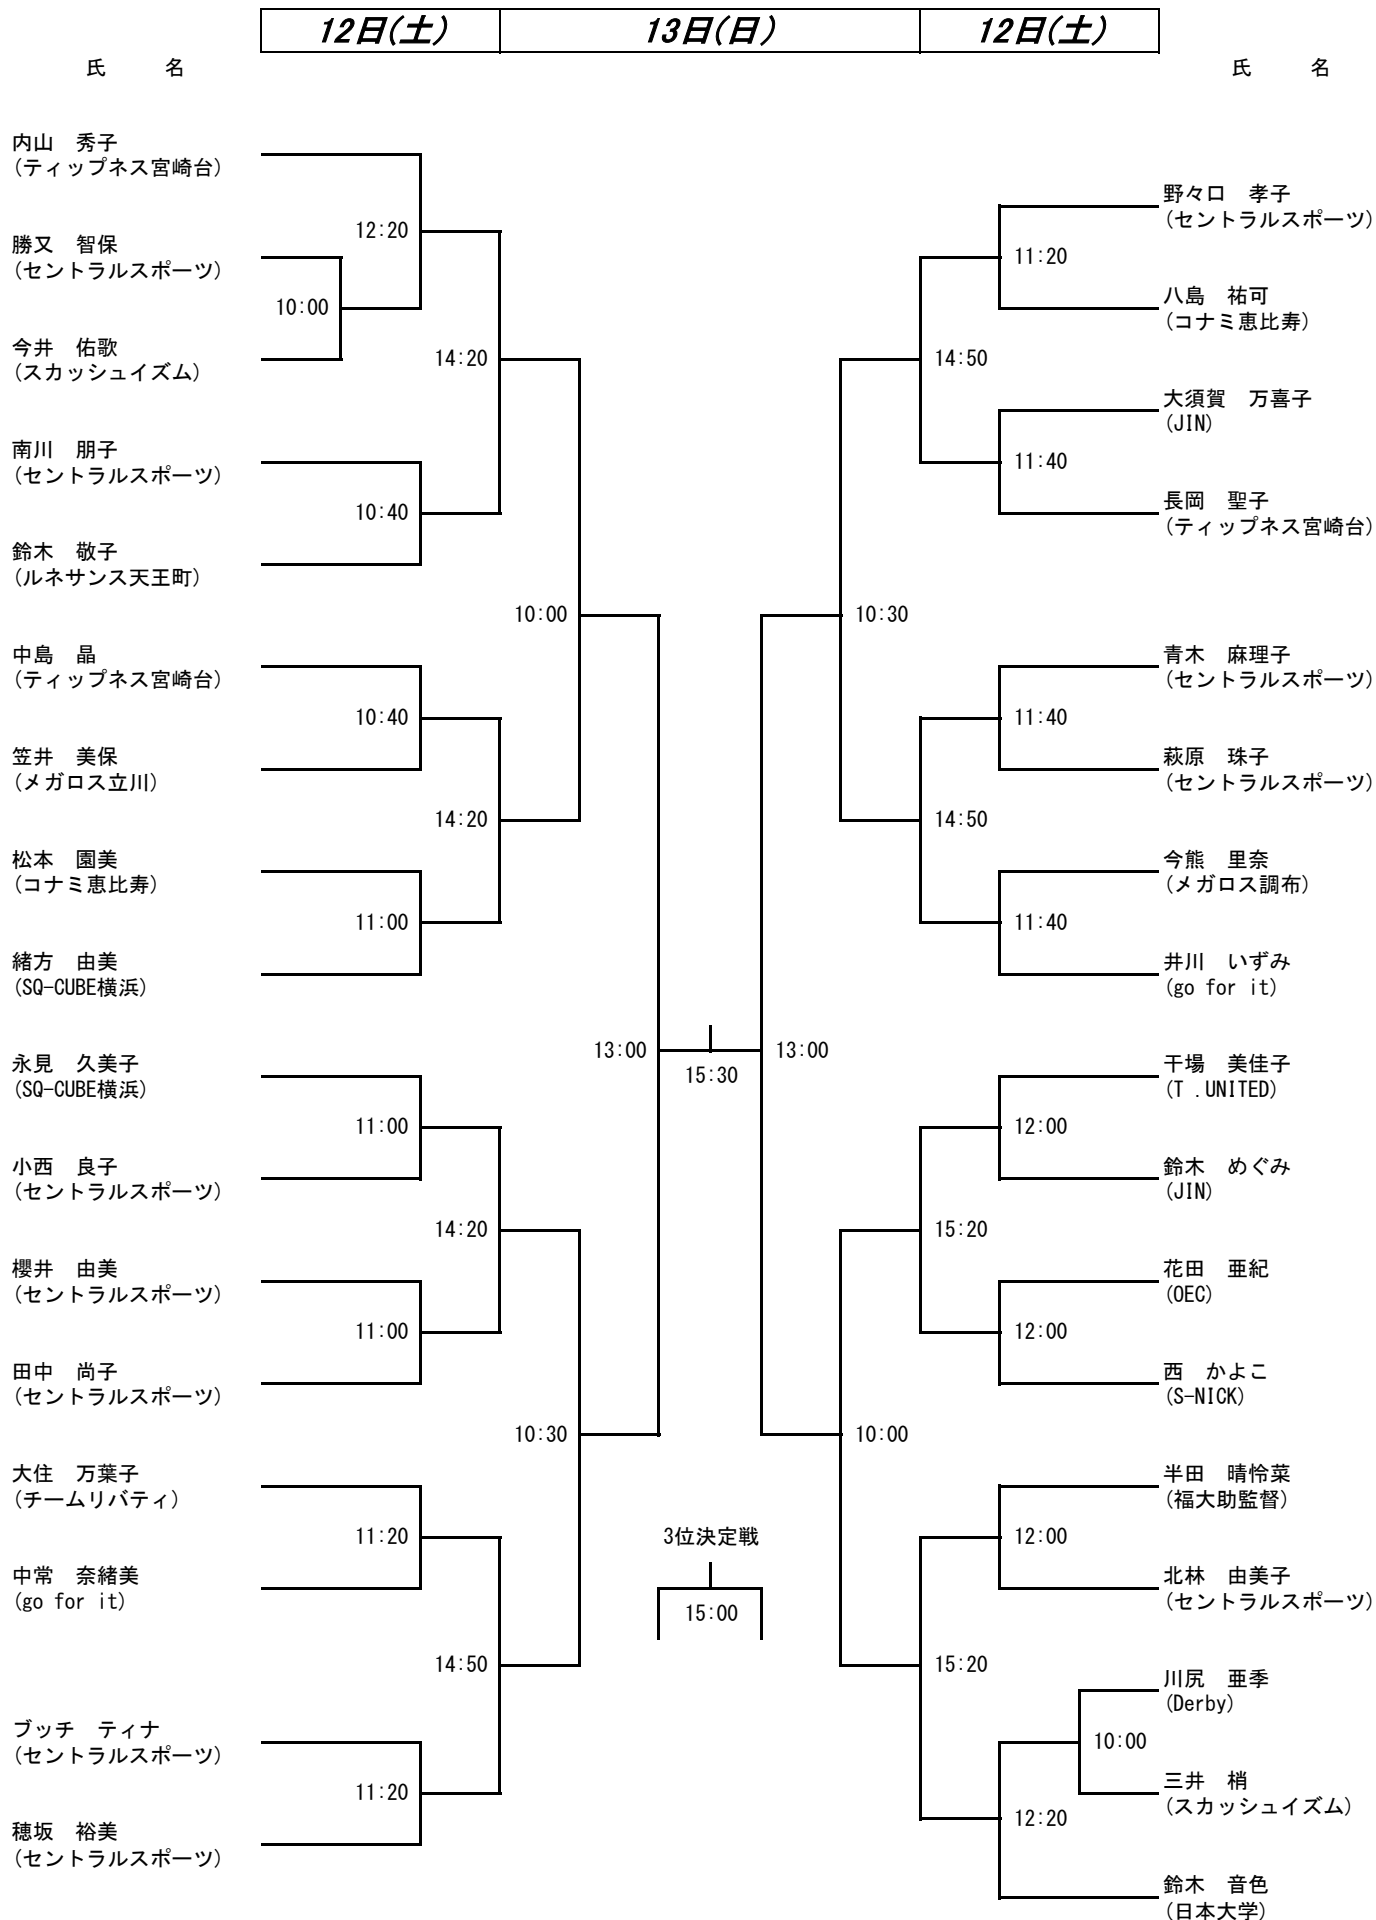 12日(土)
13日(日)
12日(土)
氏　名
氏　名
内山　秀子
(ティップネス宮崎台)
勝又　智保
(セントラルスポーツ)
今井　佑歌
(スカッシュイズム)
南川　朋子
(セントラルスポーツ)
鈴木　敬子
(ルネサンス天王町)
中島　晶
(ティップネス宮崎台)
笠井　美保
(メガロス立川)
松本　園美
(コナミ恵比寿)
緒方　由美
(SQ-CUBE横浜)
永見　久美子
(SQ-CUBE横浜)
小西　良子
(セントラルスポーツ)
櫻井　由美
(セントラルスポーツ)
田中　尚子
(セントラルスポーツ)
大住　万葉子
(チームリバティ)
中常　奈緒美
(go for it)
ブッチ　ティナ
(セントラルスポーツ)
穂坂　裕美
(セントラルスポーツ)
12:20
10:00
10:40
10:40
11:00
11:00
11:00
11:20
11:20
14:20
14:20
14:20
14:50
10:00
10:30
13:00
15:30
3位決定戦
15:00
13:00
10:30
10:00
14:50
14:50
15:20
15:20
11:20
11:40
11:40
11:40
12:00
12:00
12:00
10:00
12:20
野々口　孝子
(セントラルスポーツ)
八島　祐可
(コナミ恵比寿)
大須賀　万喜子
(JIN)
長岡　聖子
(ティップネス宮崎台)
青木　麻理子
(セントラルスポーツ)
萩原　珠子
(セントラルスポーツ)
今熊　里奈
(メガロス調布)
井川　いずみ
(go for it)
干場　美佳子
(T .UNITED)
鈴木　めぐみ
(JIN)
花田　亜紀
(OEC)
西　かよこ
(S-NICK)
半田　晴怜菜
(福大助監督)
北林　由美子
(セントラルスポーツ)
川尻　亜季
(Derby)
三井　梢
(スカッシュイズム)
鈴木　音色
(日本大学)